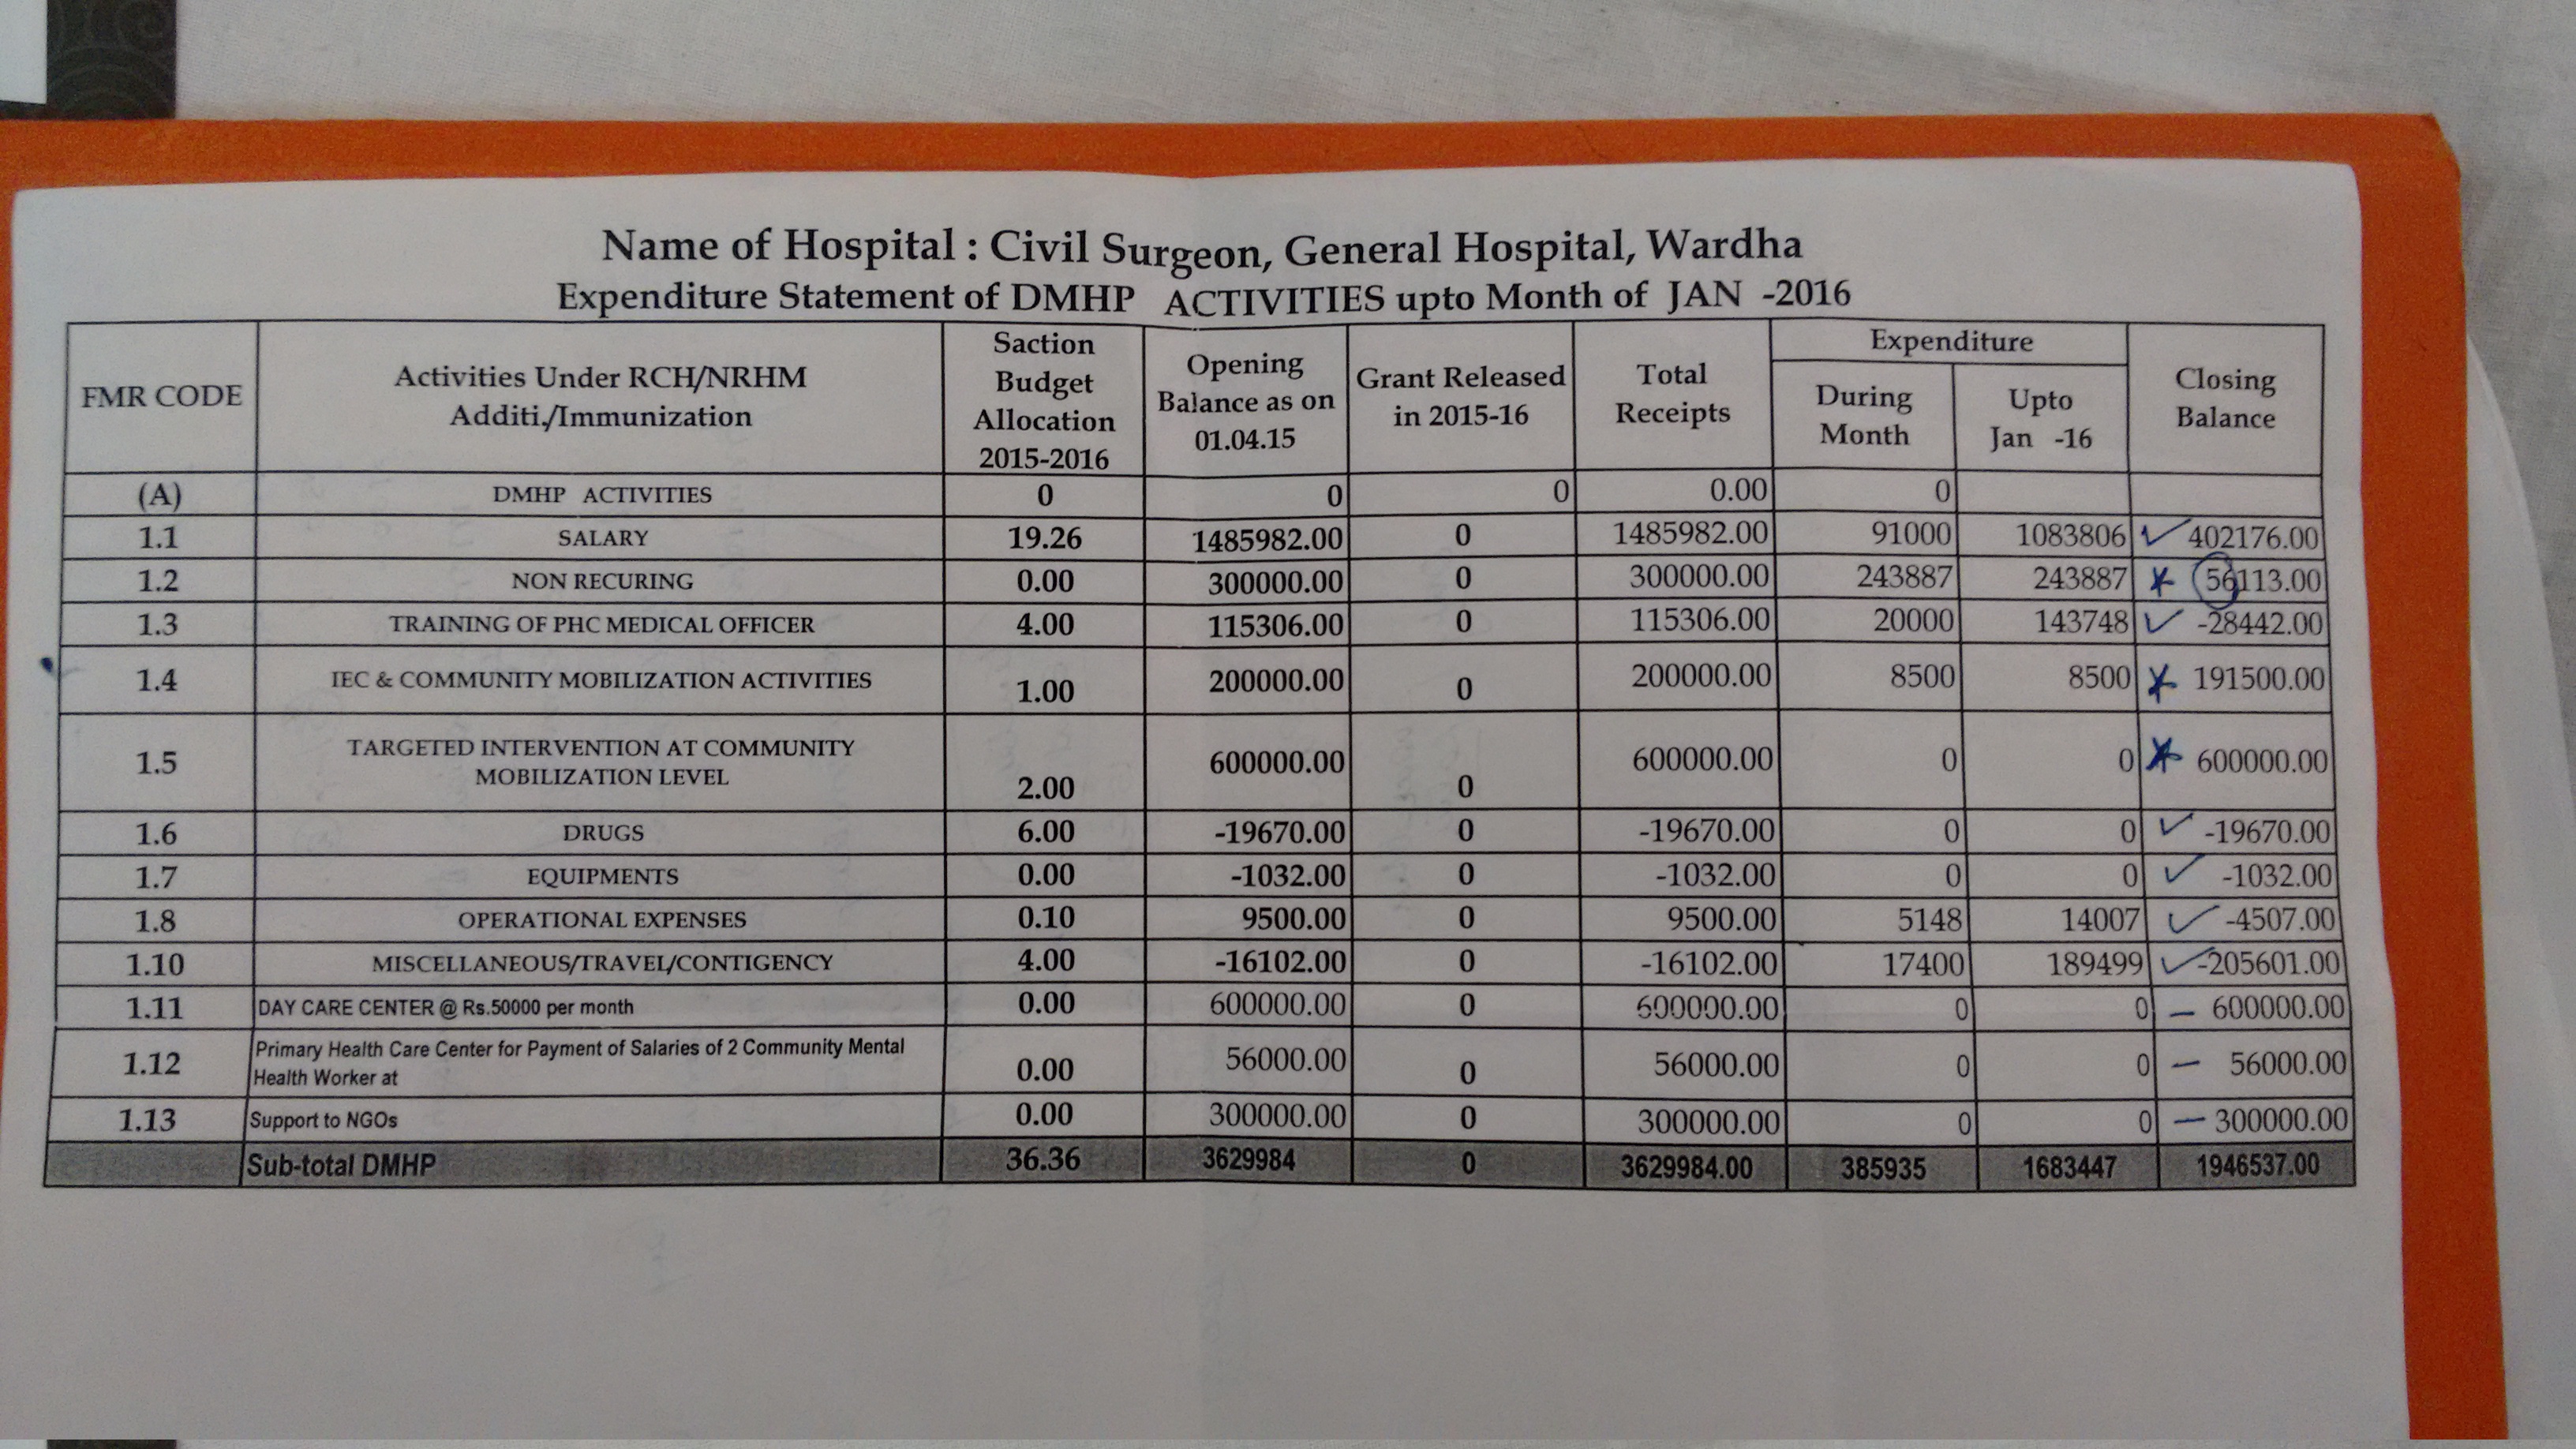 Name of Hospital : Civil Surgeon, General Hospital, Wardha
Expenditure Statement of DMHP ACTIVITIES upto Month of JAN -2016
FMR CODE
Activities Under RCH/NRHM
Additi./Immunization
Saction
Budget
Allocation
2015-2016
Opening
Balance as on
01.04.15
Grant Released
in 2015-16
Total
Receipts
Expenditure
During
Month
Upto
Jan -16
Closing
Balance
(A) DMHP ACTIVITIES 0 0 0 0.00 0
1.1 SALARY 19.26 1485982.00 0 1485982.00 91000 1083806 ✓ 402176.00
1.2 NON RECURING 0.00 300000.00 0 300000.00 243887 243887 * 56113.00
1.3 TRAINING OF PHC MEDICAL OFFICER 4.00 115306.00 0 115306.00 20000 143748 ✓ -28442.00
1.4 IEC & COMMUNITY MOBILIZATION ACTIVITIES 1.00 200000.00 0 200000.00 8500 8500 * 191500.00
1.5 TARGETED INTERVENTION AT COMMUNITY
MOBILIZATION LEVEL 2.00 600000.00 0 600000.00 0 0 * 600000.00
1.6 DRUGS 6.00 -19670.00 0 -19670.00 0 0 ✓ -19670.00
1.7 EQUIPMENTS 0.00 -1032.00 0 -1032.00 0 0 ✓ -1032.00
1.8 OPERATIONAL EXPENSES 0.10 9500.00 0 9500.00 5148 14007 ✓ -4507.00
1.10 MISCELLANEOUS/TRAVEL/CONTIGENCY 4.00 -16102.00 0 -16102.00 17400 189499 ✓ -205601.00
1.11 DAY CARE CENTER @ Rs.50000 per month 0.00 600000.00 0 600000.00 0 0 — 600000.00
1.12 Primary Health Care Center for Payment of Salaries of 2 Community Mental
Health Worker at 0.00 56000.00 0 56000.00 0 0 — 56000.00
1.13 Support to NGOs 0.00 300000.00 0 300000.00 0 0 — 300000.00
Sub-total DMHP 36.36 3629984 0 3629984.00 385935 1683447 1946537.00